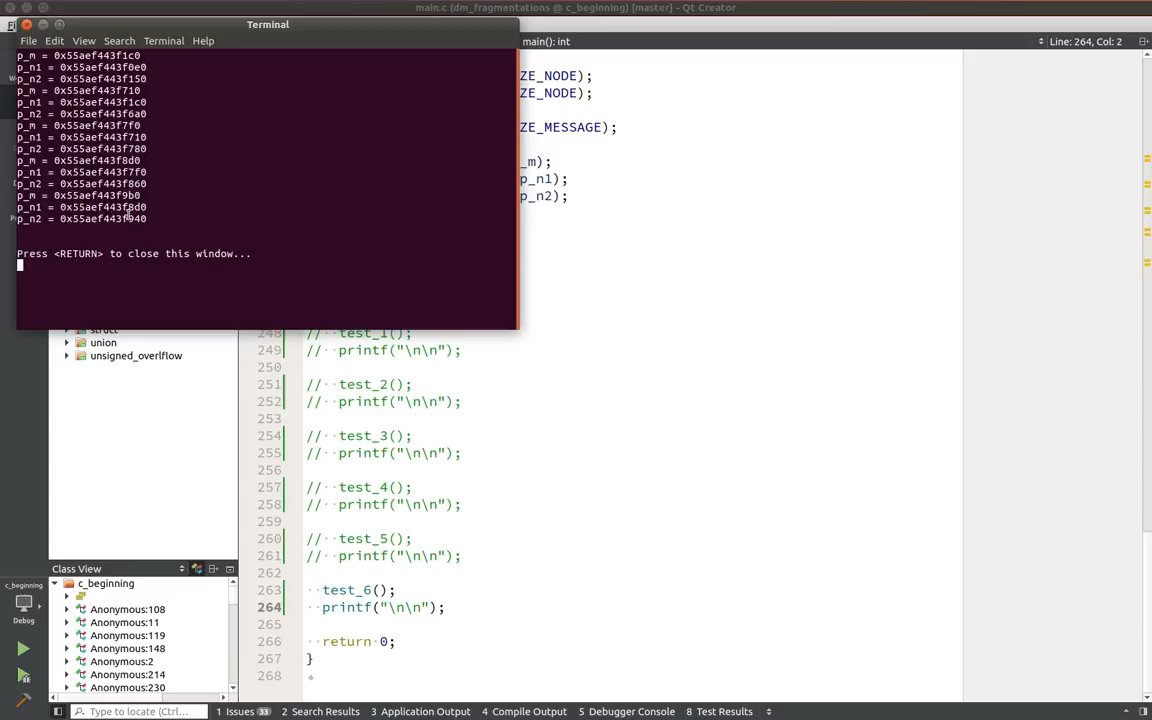 main.c (dm_fragmentations @ c_beginning) [master] - Qt Creator
Terminal
File Edit View Search Terminal Help
main(): int
Line: 264, Col: 2
p_m = 0x55aef443f1c0
p_n1 = 0x55aef443f0e0
p_n2 = 0x55aef443f150
p_m = 0x55aef443f710
p_n1 = 0x55aef443f1c0
p_n2 = 0x55aef443f6a0
p_m = 0x55aef443f7f0
p_n1 = 0x55aef443f710
p_n2 = 0x55aef443f780
p_m = 0x55aef443f8d0
p_n1 = 0x55aef443f7f0
p_n2 = 0x55aef443f860
p_m = 0x55aef443f9b0
p_n1 = 0x55aef443f8d0
p_n2 = 0x55aef443f940
Press <RETURN> to close this window...
ZE_NODE);
ZE_NODE);
ZE_MESSAGE);
_m);
p_n1);
p_n2);
struct
union
unsigned_overlflow
248 // test_1();
249 // printf("\n\n");
250
251 // test_2();
252 // printf("\n\n");
253
254 // test_3();
255 // printf("\n\n");
256
257 // test_4();
258 // printf("\n\n");
259
260 // test_5();
261 // printf("\n\n");
262
263 test_6();
264 printf("\n\n");
265
266 return 0;
267 }
268
Class View
c_beginning
Anonymous:108
Anonymous:11
Anonymous:119
Anonymous:148
Anonymous:2
Anonymous:214
Anonymous:230
c_beginning
Debug
Type to locate (Ctrl...
1 Issues 33 2 Search Results 3 Application Output 4 Compile Output 5 Debugger Console 8 Test Results